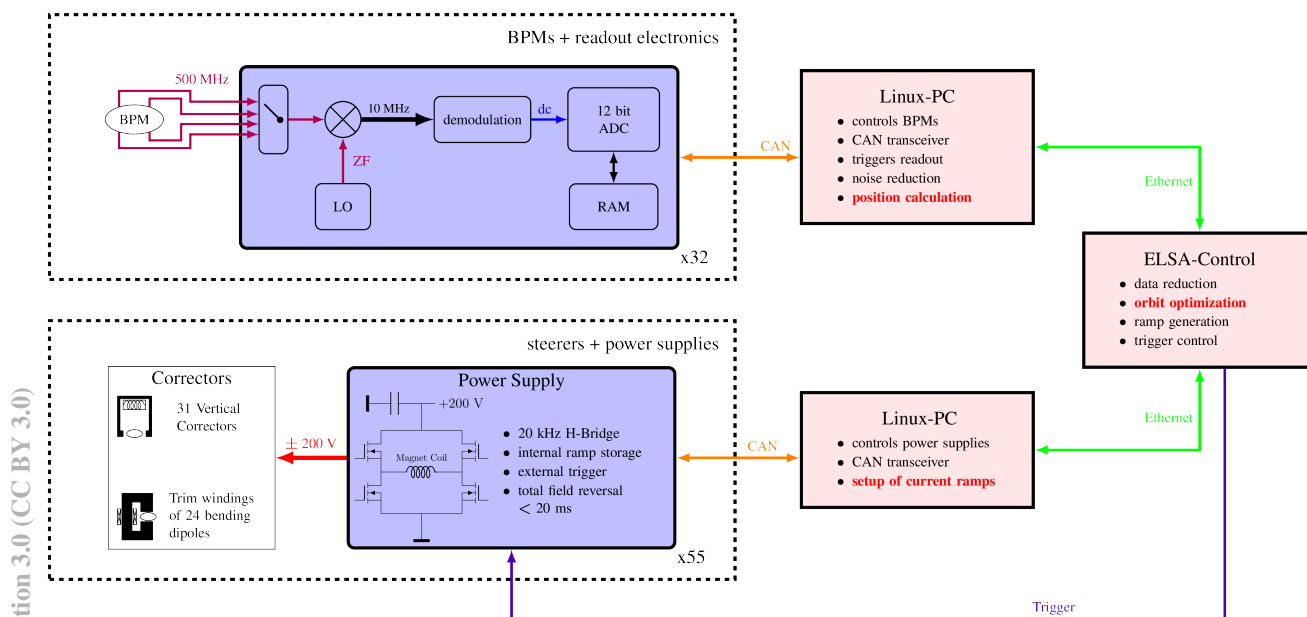 BPMs + readout electronics
500 MHz
BPM
10 MHz
demodulation
dc
12 bit
ADC
ZF
LO
RAM
x32
CAN
Linux-PC
● controls BPMs
● CAN transceiver
● triggers readout
● noise reduction
● position calculation
Ethernet
ELSA-Control
● data reduction
● orbit optimization
● ramp generation
● trigger control
steerers + power supplies
Correctors
31 Vertical
Correctors
Trim windings
of 24 bending
dipoles
± 200 V
Power Supply
+200 V
Magnet Coil
● 20 kHz H-Bridge
● internal ramp storage
● external trigger
● total field reversal
< 20 ms
x55
CAN
Linux-PC
● controls power supplies
● CAN transceiver
● setup of current ramps
Ethernet
Trigger
tion 3.0 (CC BY 3.0)